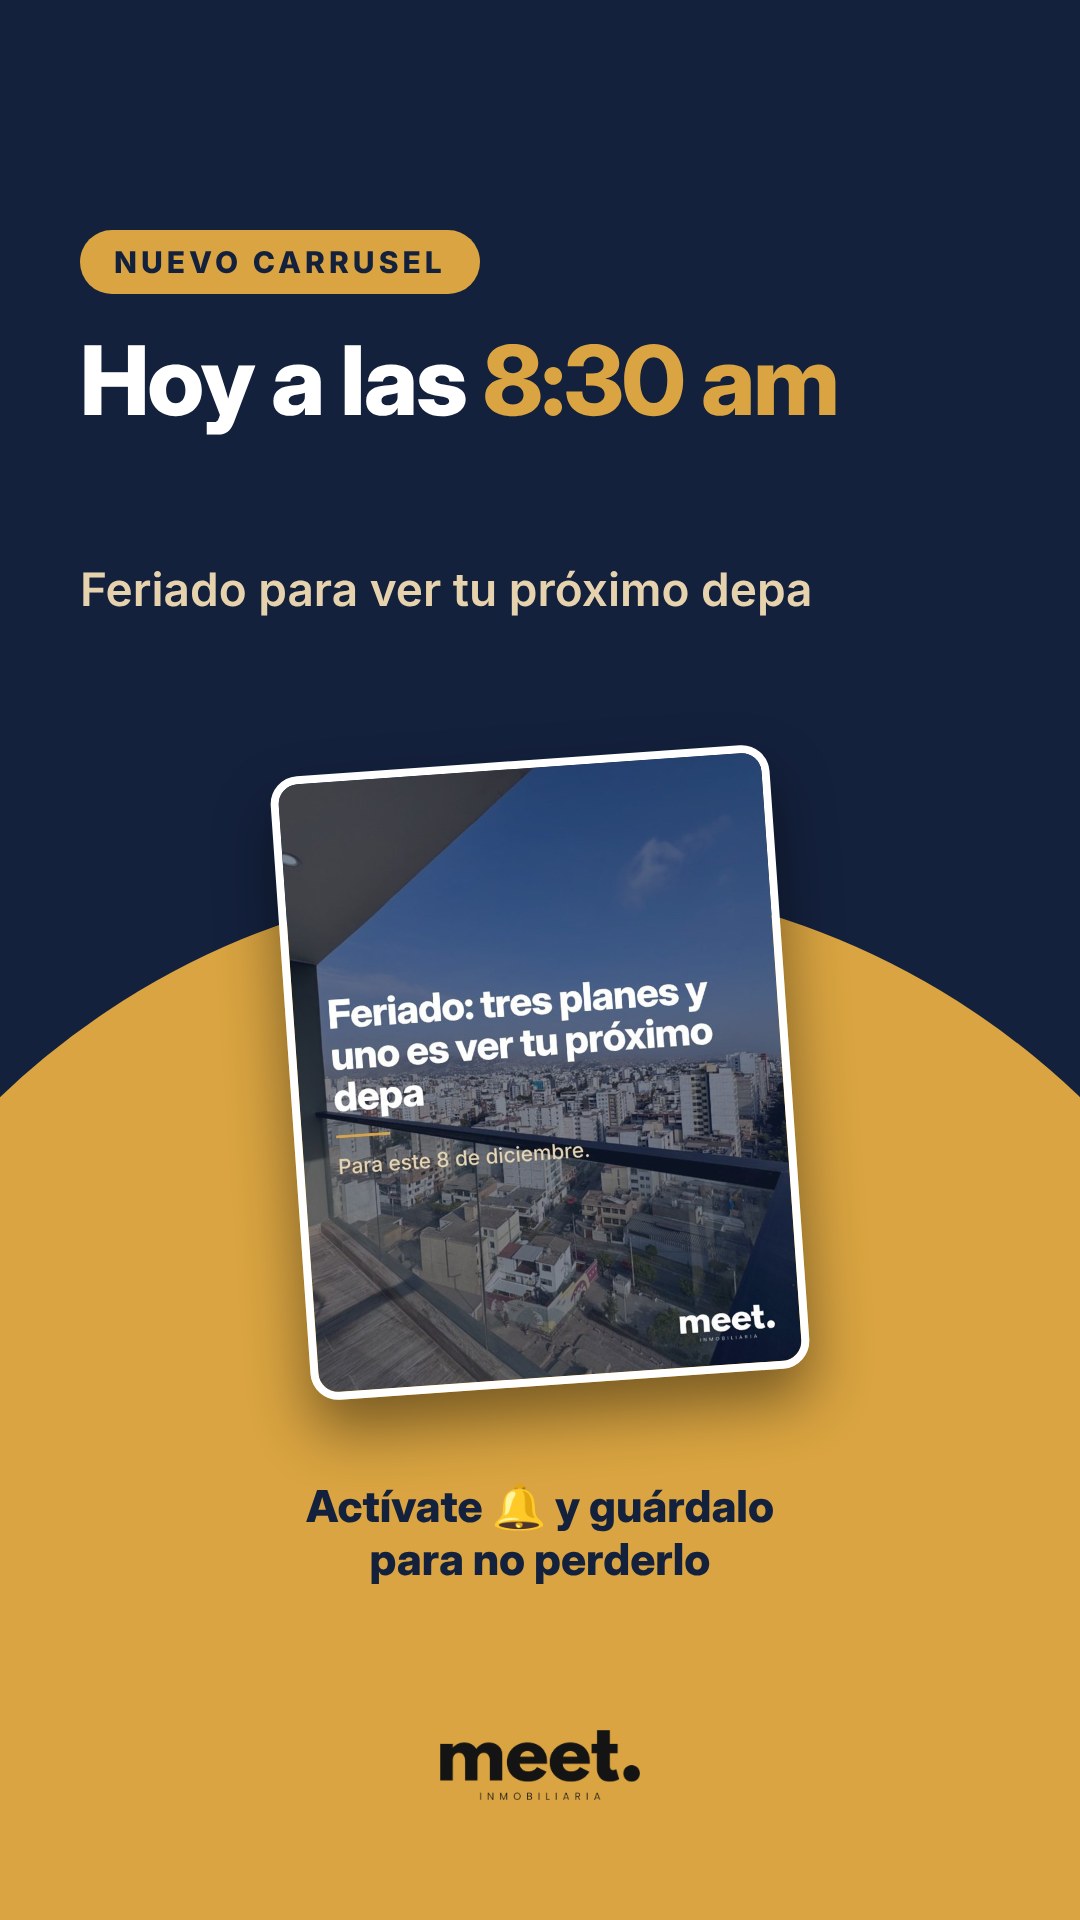 NUEVO CARRUSEL
Hoy a las 8:30 am
Feriado para ver tu próximo depa
Feriado: tres planes y
uno es ver tu próximo
depa
Para este 8 de diciembre.
meet.
INMOBILIARIA
Actívate 🔔 y guárdalo
para no perderlo
meet.
INMOBILIARIA